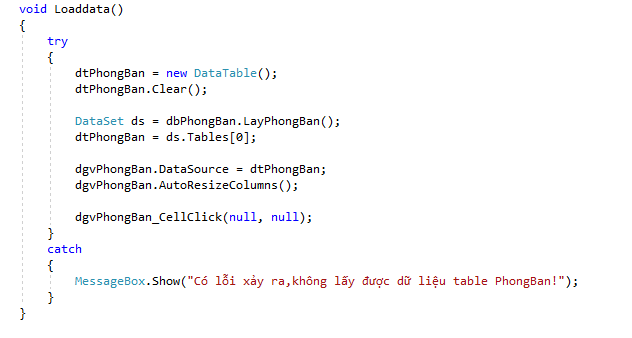 void Loaddata()
{
try
{
dtPhongBan = new DataTable();
dtPhongBan.Clear();
DataSet ds = dbPhongBan.LayPhongBan();
dtPhongBan = ds.Tables[0];
dgvPhongBan.DataSource = dtPhongBan;
dgvPhongBan.AutoResizeColumns();
dgvPhongBan_CellClick(null, null);
}
catch
{
MessageBox.Show("Có lỗi xảy ra,không lấy được dữ liệu table PhongBan!");
}
}